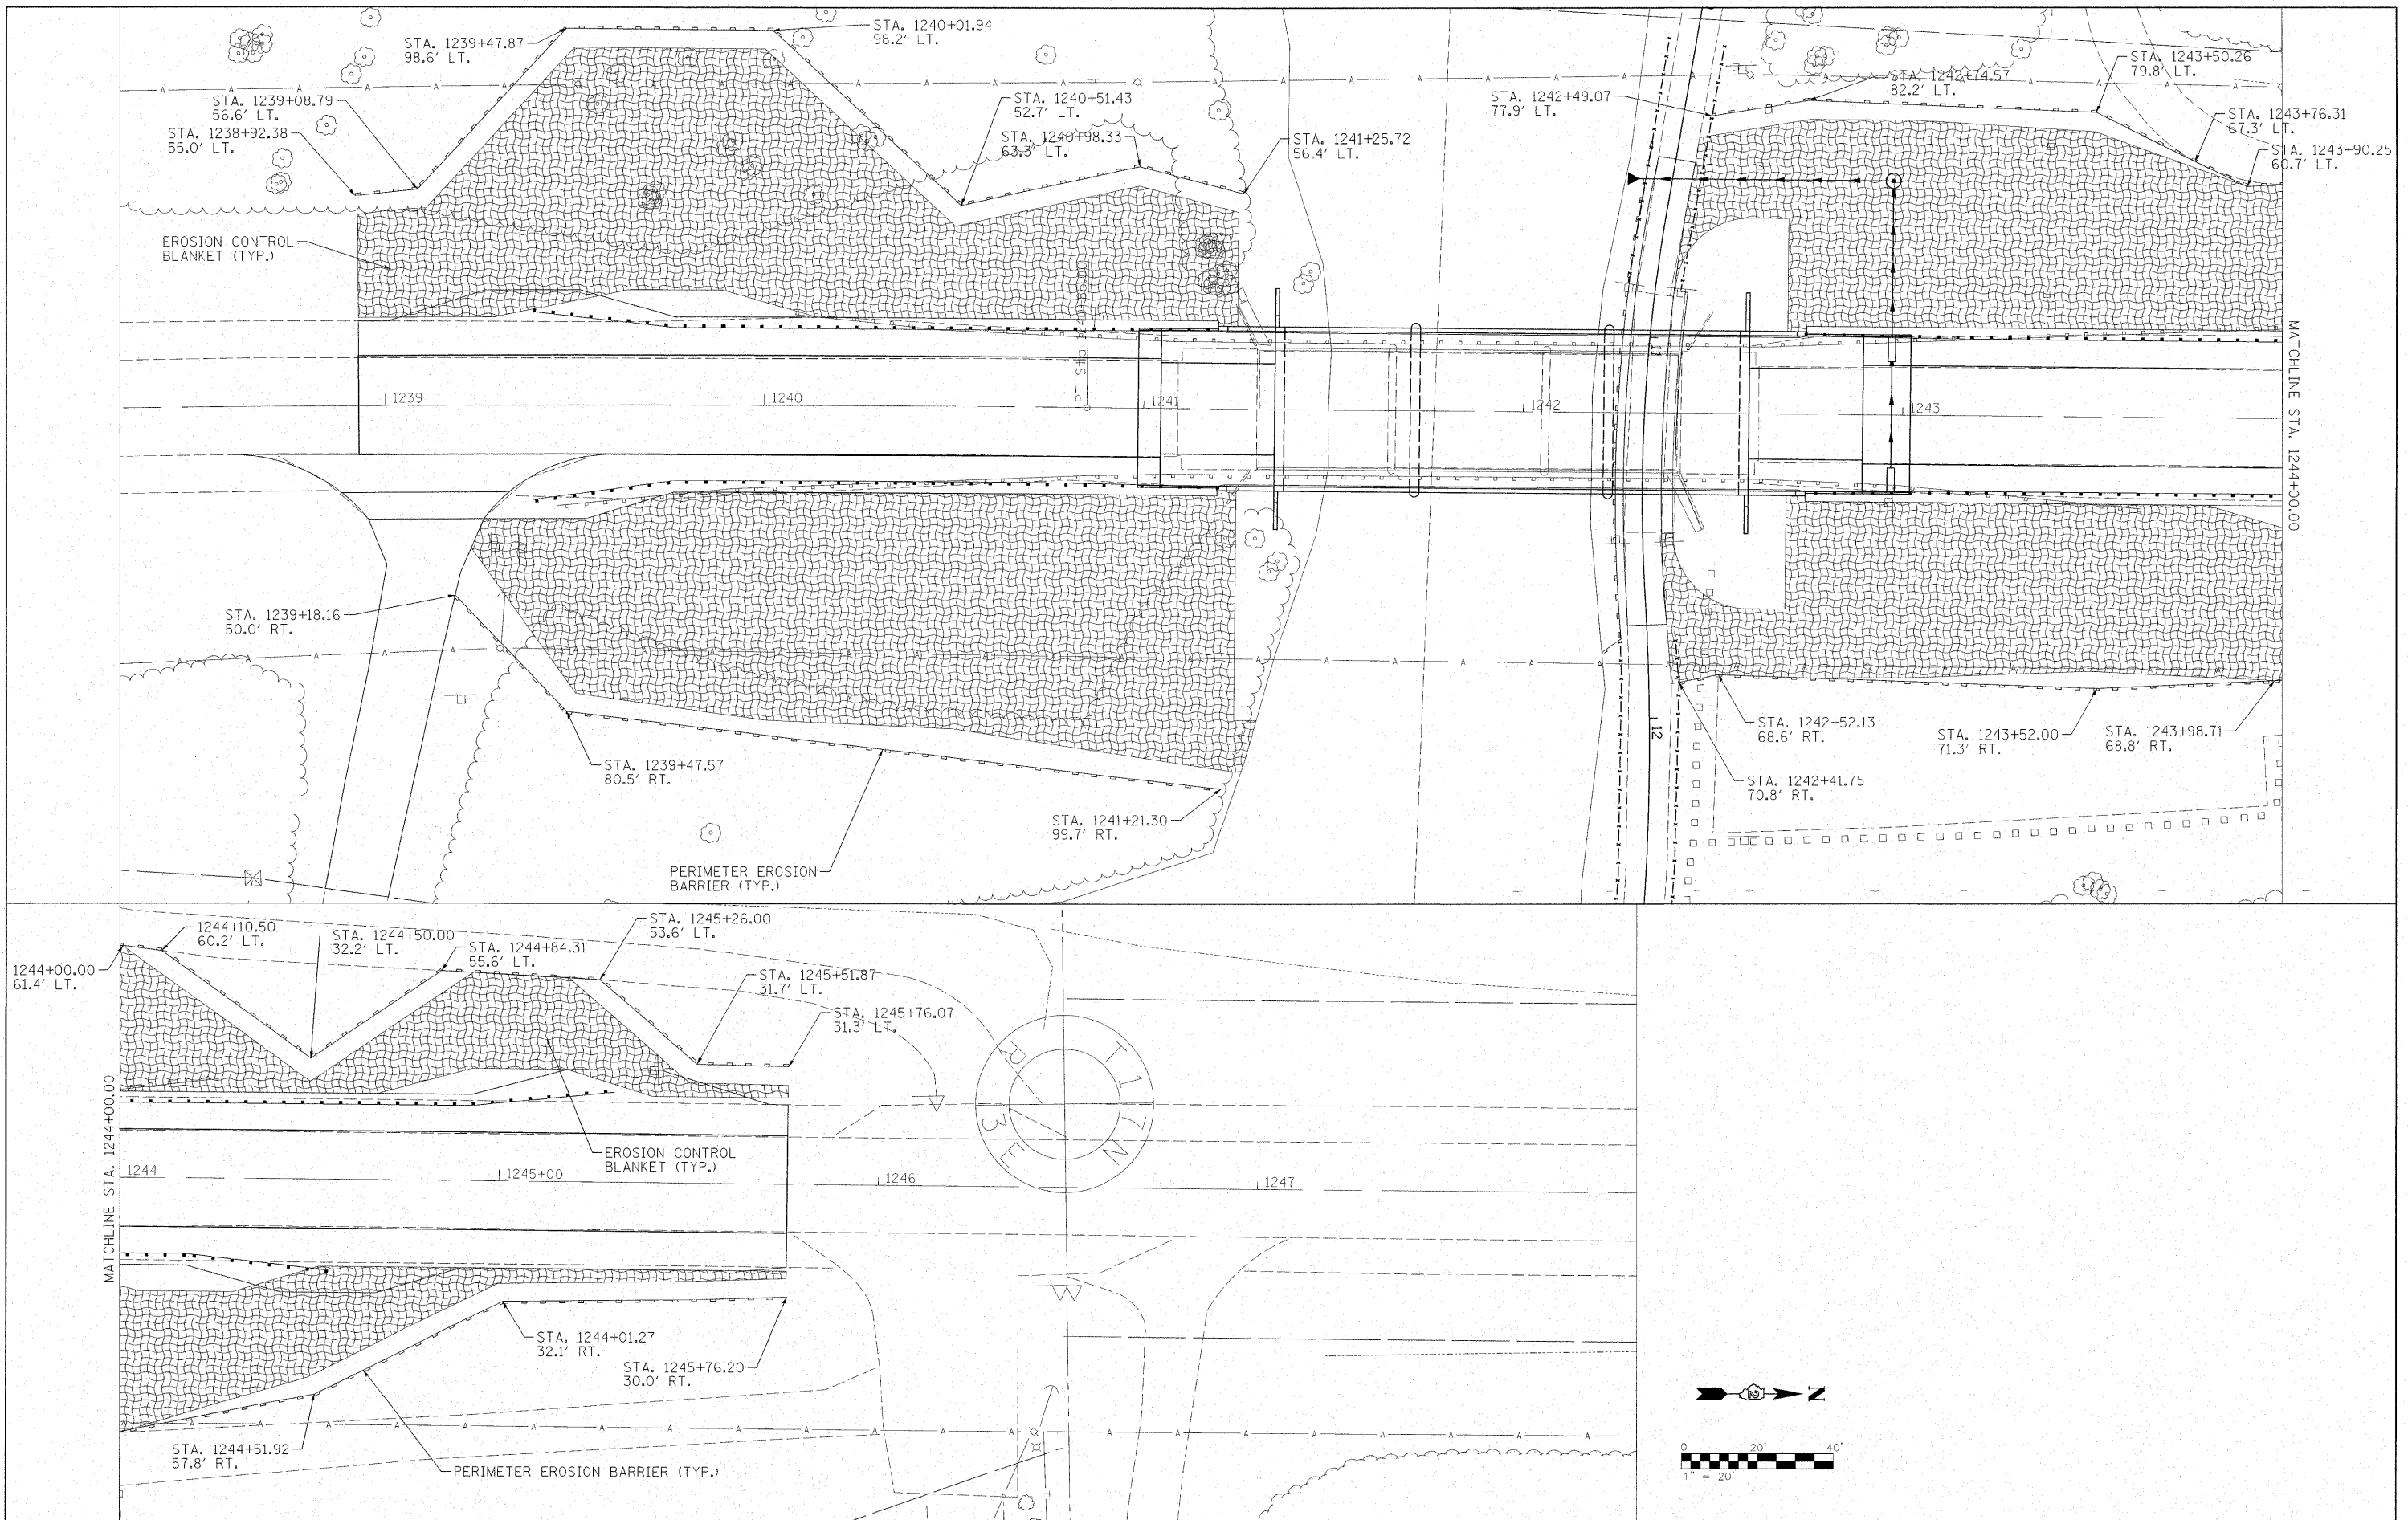 STA. 1239+47.87
98.6' LT.
STA. 1240+01.94
98.2' LT.
STA. 1239+08.79
56.6' LT.
STA. 1238+92.38
55.0' LT.
STA. 1240+51.43
52.7' LT.
STA. 1240+98.33
63.3' LT.
STA. 1241+25.72
56.4' LT.
STA. 1242+49.07
77.9' LT.
STA. 1242+74.57
82.2' LT.
STA. 1243+50.26
79.8' LT.
STA. 1243+76.31
67.3' LT.
STA. 1243+90.25
60.7' LT.
EROSION CONTROL
BLANKET (TYP.)
1239
1240
1241
1242
1243
11
12
MATCHLINE STA. 1244+00.00
STA. 1239+18.16
50.0' RT.
STA. 1239+47.57
80.5' RT.
STA. 1241+21.30
99.7' RT.
PERIMETER EROSION
BARRIER (TYP.)
STA. 1242+52.13
68.6' RT.
STA. 1242+41.75
70.8' RT.
STA. 1243+52.00
71.3' RT.
STA. 1243+98.71
68.8' RT.
1244+00.00
61.4' LT.
1244+10.50
60.2' LT.
STA. 1244+50.00
32.2' LT.
STA. 1244+84.31
55.6' LT.
STA. 1245+26.00
53.6' LT.
STA. 1245+51.87
31.7' LT.
STA. 1245+76.07
31.3' LT.
MATCHLINE STA. 1244+00.00
EROSION CONTROL
BLANKET (TYP.)
1244
1245+00
1246
1247
R 3E
T17N
STA. 1244+01.27
32.1' RT.
STA. 1245+76.20
30.0' RT.
STA. 1244+51.92
57.8' RT.
PERIMETER EROSION BARRIER (TYP.)
N
0 20' 40'
1" = 20'